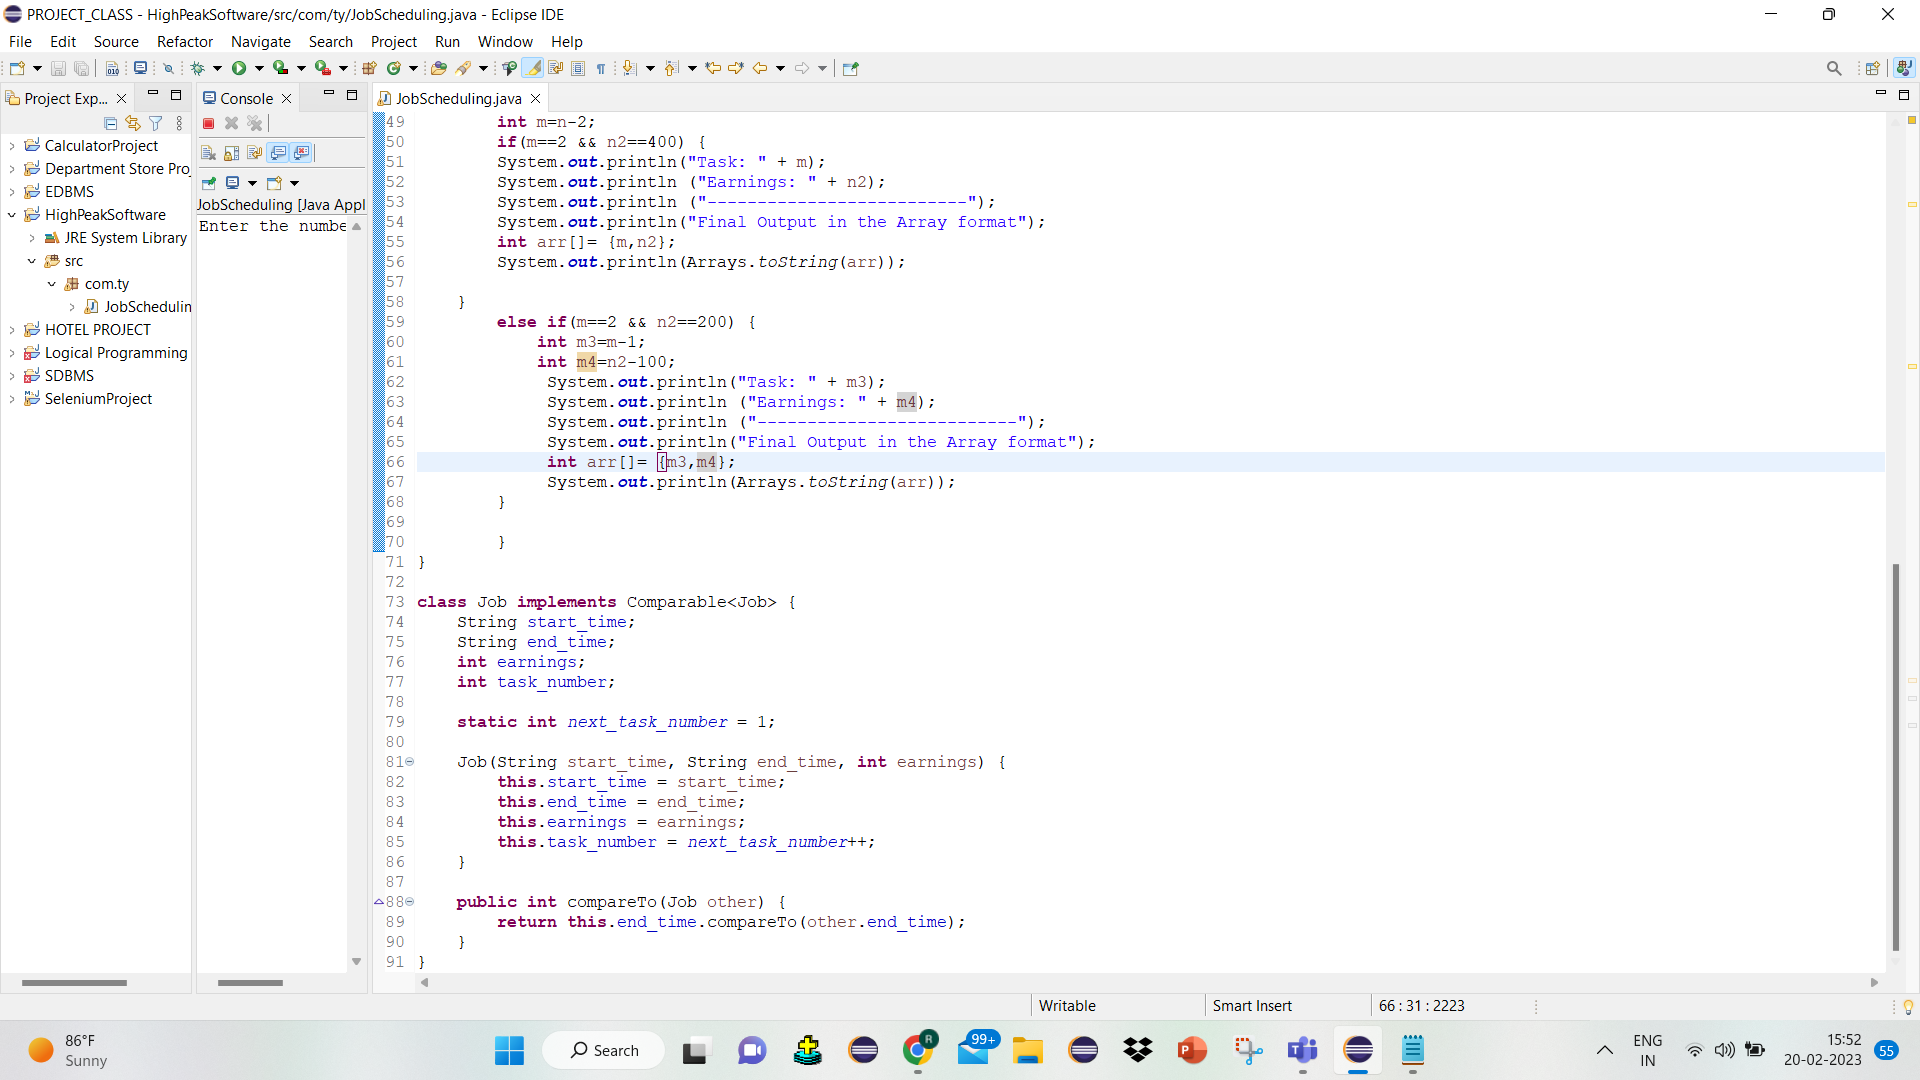 PROJECT_CLASS - HighPeakSoftware/src/com/ty/JobScheduling.java - Eclipse IDE
File Edit Source Refactor Navigate Search Project Run Window Help
Project Exp...
Console
JobScheduling.java
CalculatorProject
Department Store Pro
EDBMS
HighPeakSoftware
JRE System Library
src
com.ty
JobSchedulin
HOTEL PROJECT
Logical Programming
SDBMS
SeleniumProject
JobScheduling [Java Appl
Enter the numbe
49 int m=n-2;
50 if(m==2 && n2==400) {
51 System.out.println("Task: " + m);
52 System.out.println ("Earnings: " + n2);
53 System.out.println ("--------------------------");
54 System.out.println("Final Output in the Array format");
55 int arr[]= {m,n2};
56 System.out.println(Arrays.toString(arr));
57
58 }
59 else if(m==2 && n2==200) {
60 int m3=m-1;
61 int m4=n2-100;
62 System.out.println("Task: " + m3);
63 System.out.println ("Earnings: " + m4);
64 System.out.println ("--------------------------");
65 System.out.println("Final Output in the Array format");
66 int arr[]= {m3,m4};
67 System.out.println(Arrays.toString(arr));
68 }
69
70 }
71 }
72
73 class Job implements Comparable<Job> {
74 String start_time;
75 String end_time;
76 int earnings;
77 int task_number;
78
79 static int next_task_number = 1;
80
81 Job(String start_time, String end_time, int earnings) {
82 this.start_time = start_time;
83 this.end_time = end_time;
84 this.earnings = earnings;
85 this.task_number = next_task_number++;
86 }
87
88 public int compareTo(Job other) {
89 return this.end_time.compareTo(other.end_time);
90 }
91 }
Writable Smart Insert 66 : 31 : 2223
86°F
Sunny
Search
R
99+
ENG
IN
15:52
20-02-2023
55